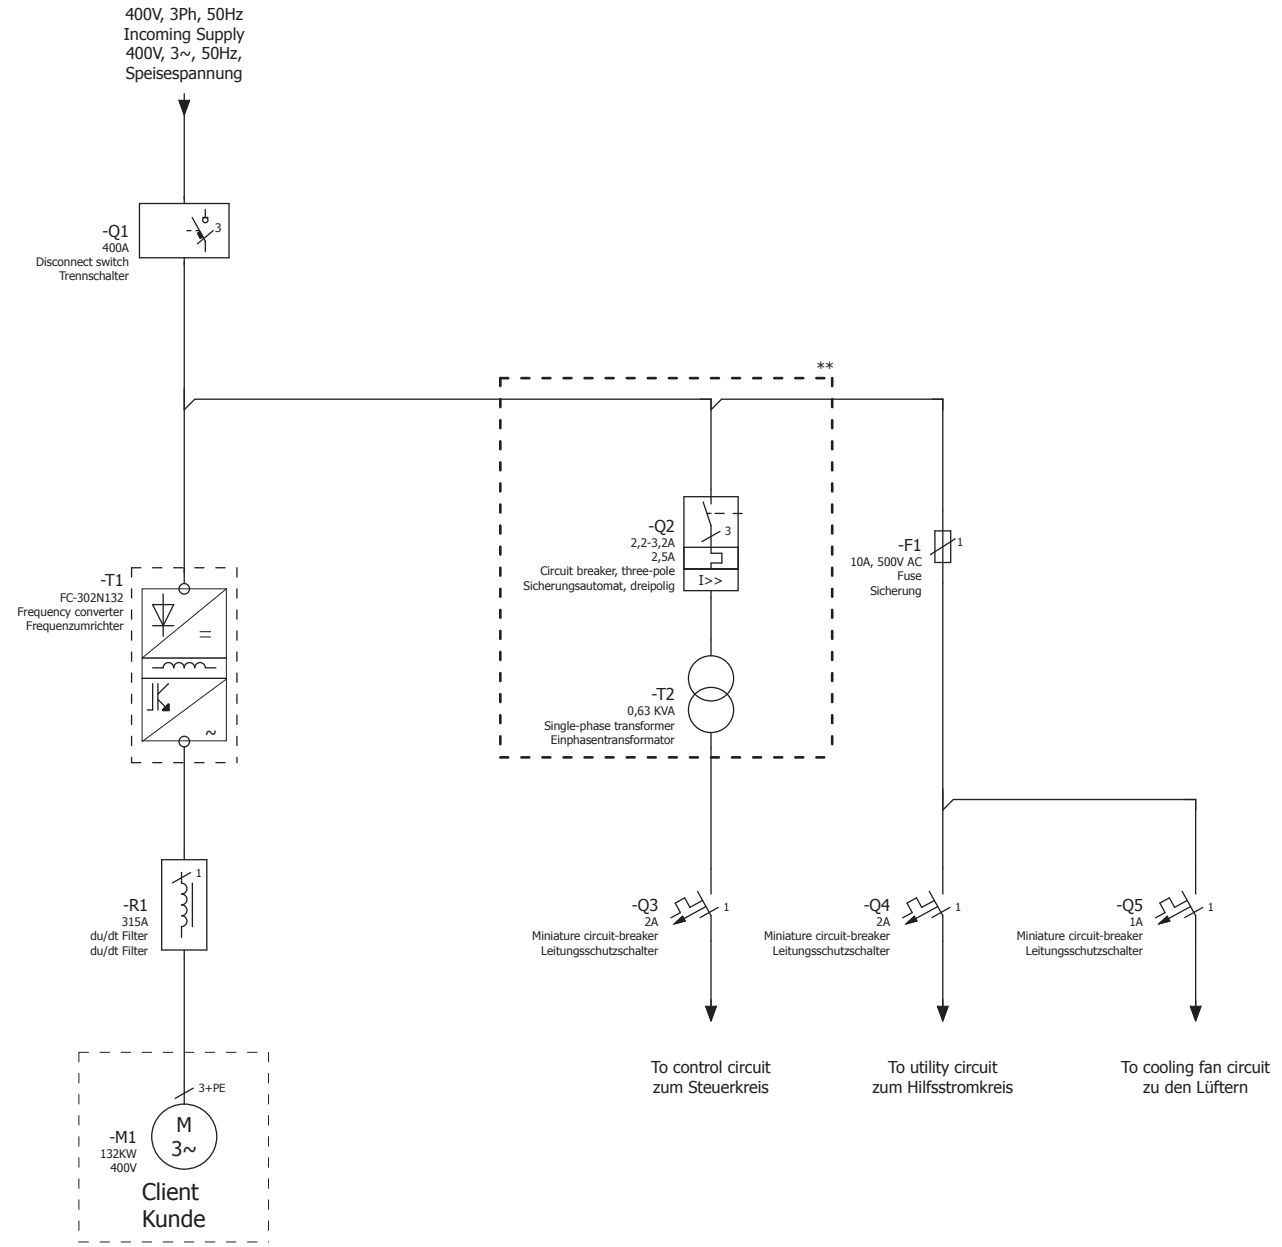 400V, 3Ph, 50Hz
Incoming Supply
400V, 3~, 50Hz,
Speisespannung
-Q1
400A
Disconnect switch
Trennschalter
3
**
-T1
FC-302N132
Frequency converter
Frequenzumrichter
=
~
-Q2
2,2-3,2A
2,5A
Circuit breaker, three-pole
Sicherungsautomat, dreipolig
3
I>>
-F1
10A, 500V AC
Fuse
Sicherung
1
-T2
0,63 KVA
Single-phase transformer
Einphasentransformator
-R1
315A
du/dt Filter
du/dt Filter
1
-Q3
2A
Miniature circuit-breaker
Leitungsschutzschalter
1
-Q4
2A
Miniature circuit-breaker
Leitungsschutzschalter
1
-Q5
1A
Miniature circuit-breaker
Leitungsschutzschalter
1
To control circuit
zum Steuerkreis
To utility circuit
zum Hilfsstromkreis
To cooling fan circuit
zu den Lüftern
3+PE
-M1
132KW
400V
M
3~
Client
Kunde